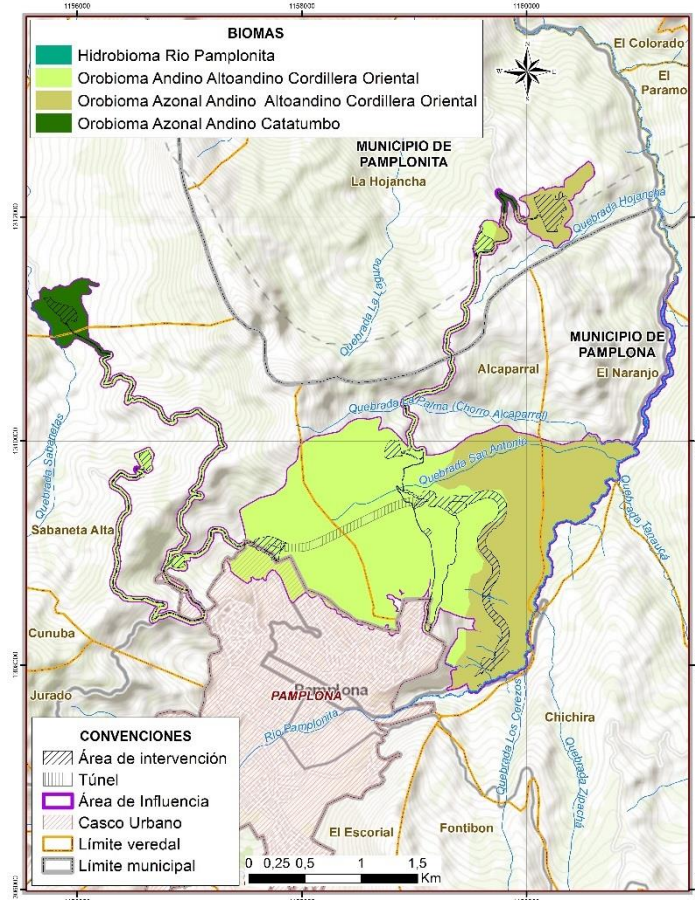 1156000
1158000
1180000
BIOMAS
Hidrobioma Rio Pamplonita
Orobioma Andino Altoandino Cordillera Oriental
Orobioma Azonal Andino Altoandino Cordillera Oriental
Orobioma Azonal Andino Catatumbo
N
W
S
El Colorado
El
Paramo
MUNICIPIO DE
PAMPLONITA
La Hojancha
Quebrada Hojancha
Quebrada La Laguna
MUNICIPIO DE
PAMPLONA
El Naranjo
Alcaparral
Quebrada La Palma (Chorro Alcaparral)
Quebrada San Antonio
Quebrada Sabanetas
Quebrada Tanauca
Sabaneta Alta
Cunuba
Jurado
Pamplona
PAMPLONA
Río Pamplonita
Chichira
Quebrada Los Cerezos
Quebrada Zipachá
El Escorial
Fontibon
CONVENCIONES
Área de intervención
Túnel
Área de Influencia
Casco Urbano
Límite veredal
Límite municipal
0 0,25 0,5 1 1,5
Km